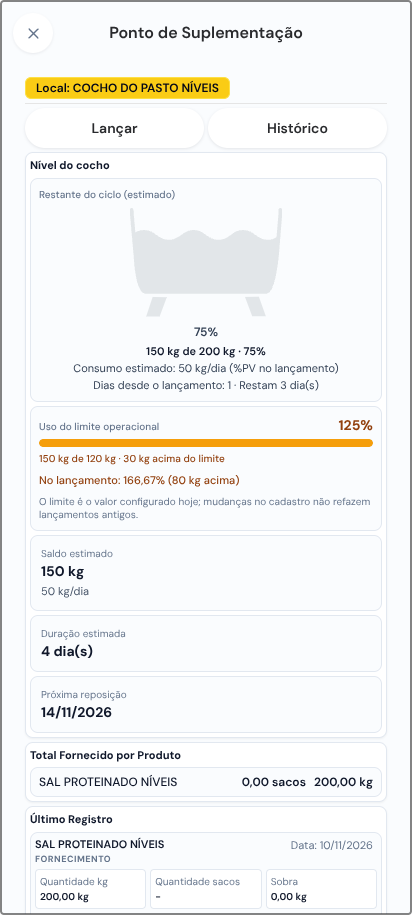 Ponto de Suplementação
Local: COCHO DO PASTO NÍVEIS
Lançar
Histórico
Nível do cocho
Restante do ciclo (estimado)
75%
150 kg de 200 kg · 75%
Consumo estimado: 50 kg/dia (%PV no lançamento)
Dias desde o lançamento: 1 · Restam 3 dia(s)
Uso do limite operacional
125%
150 kg de 120 kg · 30 kg acima do limite
No lançamento: 166,67% (80 kg acima)
O limite é o valor configurado hoje; mudanças no cadastro não refazem
lançamentos antigos.
Saldo estimado
150 kg
50 kg/dia
Duração estimada
4 dia(s)
Próxima reposição
14/11/2026
Total Fornecido por Produto
SAL PROTEINADO NÍVEIS 0,00 sacos 200,00 kg
Último Registro
SAL PROTEINADO NÍVEIS Data: 10/11/2026
FORNECIMENTO
Quantidade kg Quantidade sacos Sobra
200,00 kg - 0,00 kg